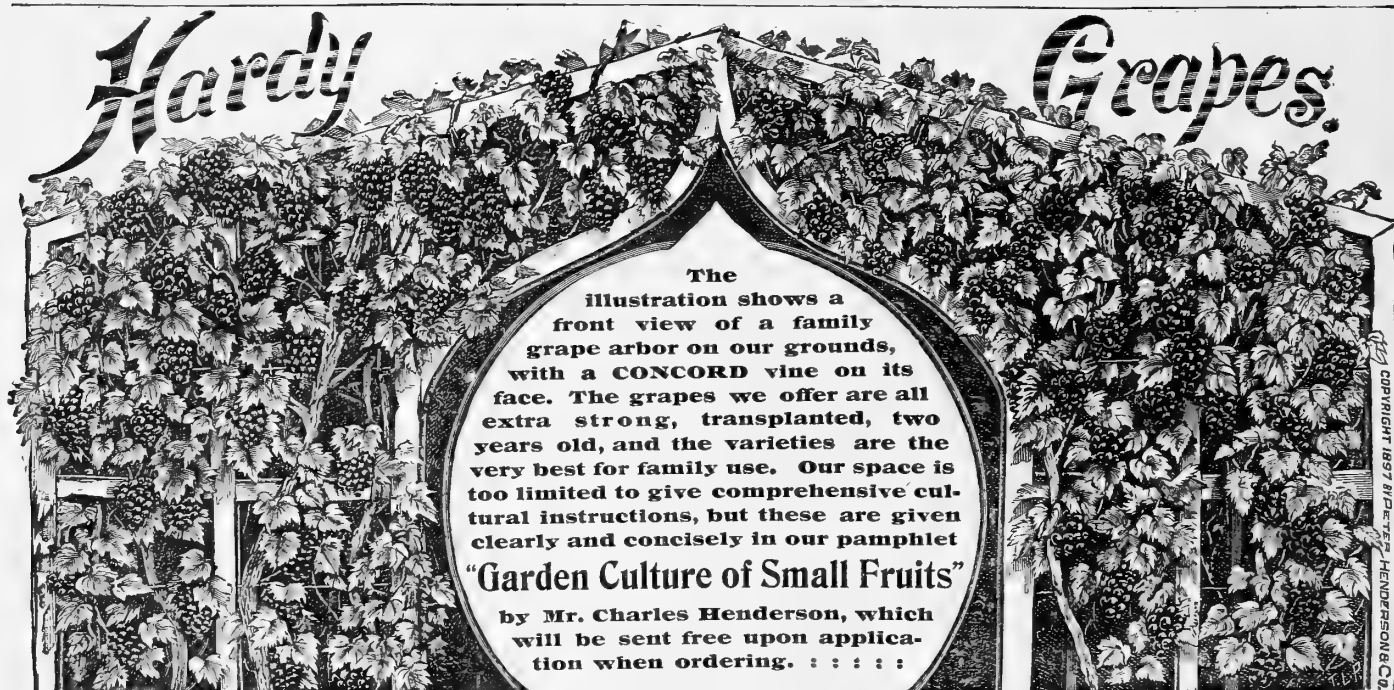 Hardy Grapes.
The
illustration shows a
front view of a family
grape arbor on our grounds,
with a CONCORD vine on its
face. The grapes we offer are all
extra strong, transplanted, two
years old, and the varieties are the
very best for family use. Our space is
too limited to give comprehensive cul-
tural instructions, but these are given
clearly and concisely in our pamphlet
“Garden Culture of Small Fruits”
by Mr. Charles Henderson, which
will be sent free upon applica-
tion when ordering. : : : : :
COPYRIGHT 1897 BY PETER HENDERSON & CO.